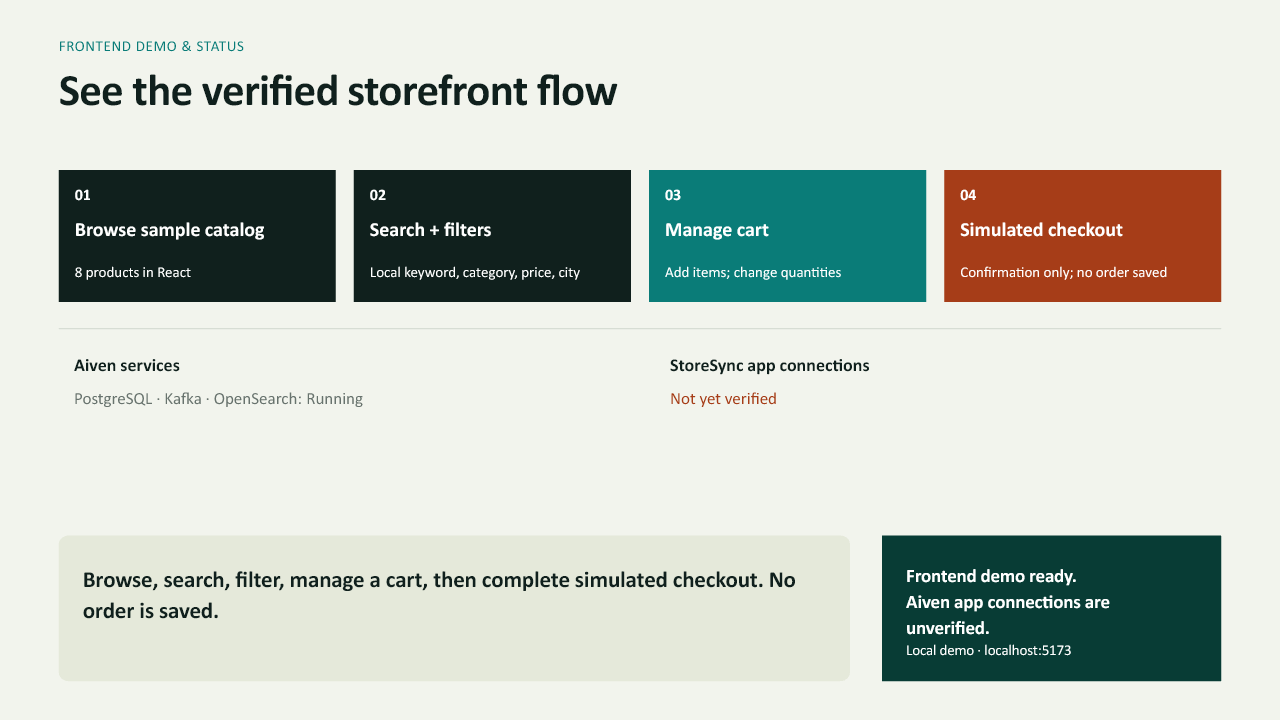 FRONTEND DEMO & STATUS
See the verified storefront flow
01
Browse sample catalog
8 products in React
02
Search + filters
Local keyword, category, price, city
03
Manage cart
Add items; change quantities
04
Simulated checkout
Confirmation only; no order saved
Aiven services
PostgreSQL · Kafka · OpenSearch: Running
StoreSync app connections
Not yet verified
Browse, search, filter, manage a cart, then complete simulated checkout. No
order is saved.
Frontend demo ready.
Aiven app connections are
unverified.
Local demo · localhost:5173